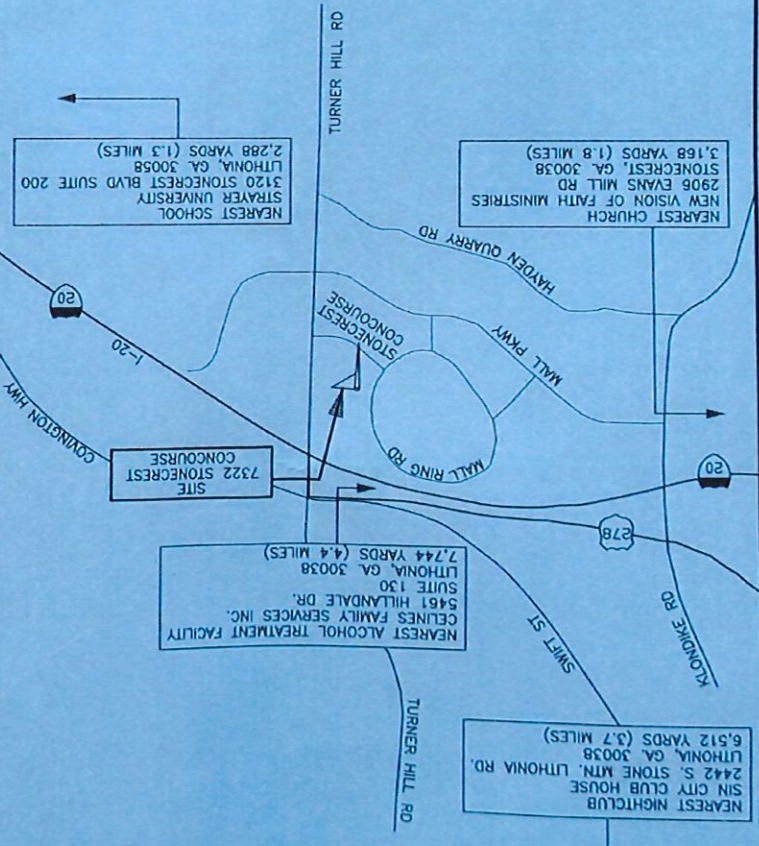 NEAREST NIGHTCLUB
SIN CITY CLUB HOUSE
2442 S. STONE MTN. LITHONIA RD.
LITHONIA, GA. 30038
6,512 YARDS (3.7 MILES)
TURNER HILL RD
KLONDIKE RD
SWIFT ST
NEAREST ALCOHOL TREATMENT FACILITY
CELINES FAMILY SERVICES INC.
5461 HILLANDALE DR.
SUITE 130
LITHONIA, GA. 30038
7,744 YARDS (4.4 MILES)
278
20
SITE
7322 STONECREST
CONCOURSE
MALL RING RD
COVINGTON HWY
MALL PKWY
STONECREST
CONCOURSE
I-20
20
HAYDEN QUARRY RD
NEAREST CHURCH
NEW VISION OF FAITH MINISTRIES
2906 EVANS MILL RD
STONECREST, GA. 30038
3,168 YARDS (1.8 MILES)
NEAREST SCHOOL
STRAYER UNIVERSITY
3120 STONECREST BLVD SUITE 200
LITHONIA, GA. 30058
2,288 YARDS (1.3 MILES)
TURNER HILL RD